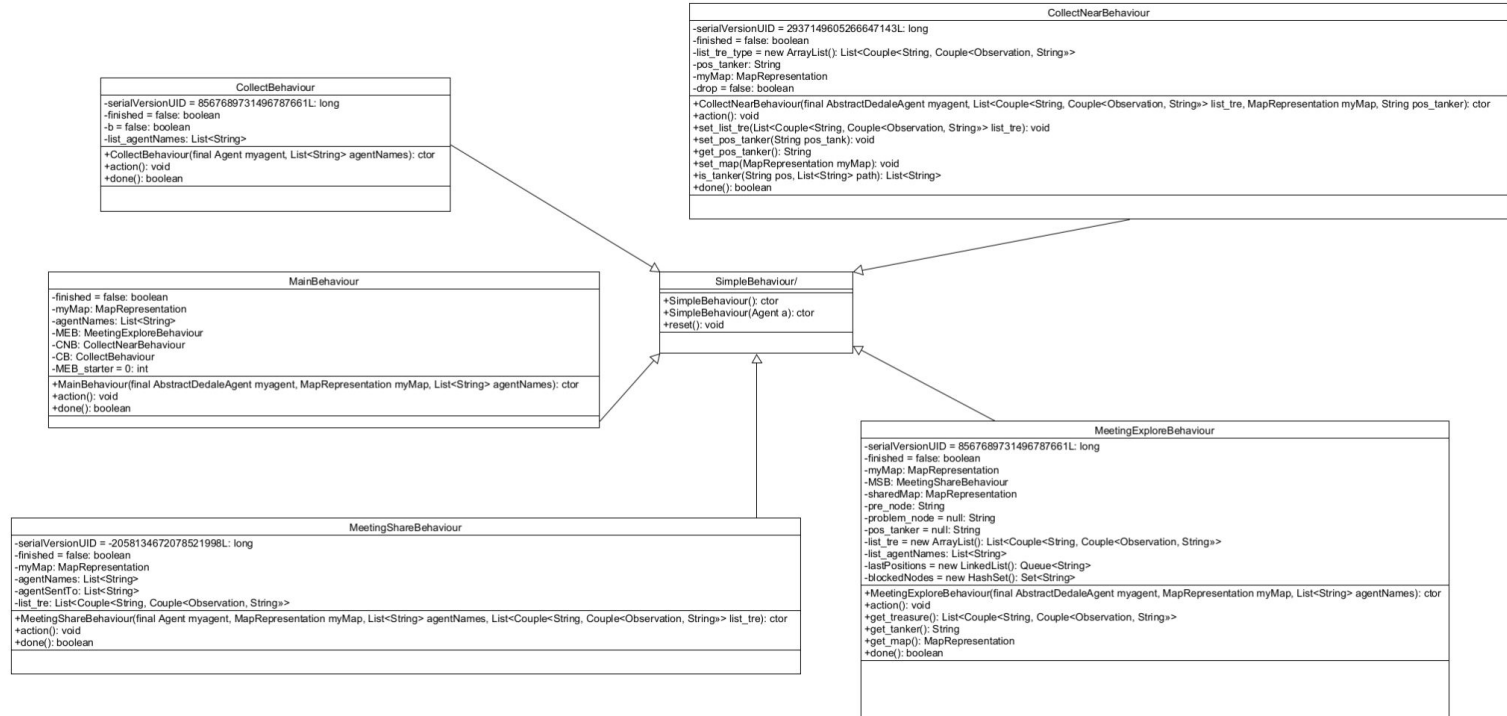 CollectNearBehaviour
-serialVersionUID = 2937149605266647143L: long
-finished = false: boolean
-list_tre_type = new ArrayList(): List<Couple<String, Couple<Observation, String»>
-pos_tanker: String
-myMap: MapRepresentation
-drop = false: boolean
+CollectNearBehaviour(final AbstractDedaleAgent myagent, List<Couple<String, Couple<Observation, String»> list_tre, MapRepresentation myMap, String pos_tanker): ctor
+action(): void
+set_list_tre(List<Couple<String, Couple<Observation, String»> list_tre): void
+set_pos_tanker(String pos_tank): void
+get_pos_tanker(): String
+set_map(MapRepresentation myMap): void
+is_tanker(String pos, List<String> path): List<String>
+done(): boolean
CollectBehaviour
-serialVersionUID = 8567689731496787661L: long
-finished = false: boolean
-b = false: boolean
-list_agentNames: List<String>
+CollectBehaviour(final Agent myagent, List<String> agentNames): ctor
+action(): void
+done(): boolean
MainBehaviour
-finished = false: boolean
-myMap: MapRepresentation
-agentNames: List<String>
-MEB: MeetingExploreBehaviour
-CNB: CollectNearBehaviour
-CB: CollectBehaviour
-MEB_starter = 0: int
+MainBehaviour(final AbstractDedaleAgent myagent, MapRepresentation myMap, List<String> agentNames): ctor
+action(): void
+done(): boolean
SimpleBehaviour/
+SimpleBehaviour(): ctor
+SimpleBehaviour(Agent a): ctor
+reset(): void
MeetingExploreBehaviour
-serialVersionUID = 8567689731496787661L: long
-finished = false: boolean
-myMap: MapRepresentation
-MSB: MeetingShareBehaviour
-sharedMap: MapRepresentation
-pre_node: String
-problem_node = null: String
-pos_tanker = null: String
-list_tre = new ArrayList(): List<Couple<String, Couple<Observation, String»>
-list_agentNames: List<String>
-lastPositions = new LinkedList(): Queue<String>
-blockedNodes = new HashSet(): Set<String>
+MeetingExploreBehaviour(final AbstractDedaleAgent myagent, MapRepresentation myMap, List<String> agentNames): ctor
+action(): void
+get_treasure(): List<Couple<String, Couple<Observation, String»>
+get_tanker(): String
+get_map(): MapRepresentation
+done(): boolean
MeetingShareBehaviour
-serialVersionUID = -2058134672078521998L: long
-finished = false: boolean
-myMap: MapRepresentation
-agentNames: List<String>
-agentSentTo: List<String>
-list_tre: List<Couple<String, Couple<Observation, String»>
+MeetingShareBehaviour(final Agent myagent, MapRepresentation myMap, List<String> agentNames, List<Couple<String, Couple<Observation, String»> list_tre): ctor
+action(): void
+done(): boolean